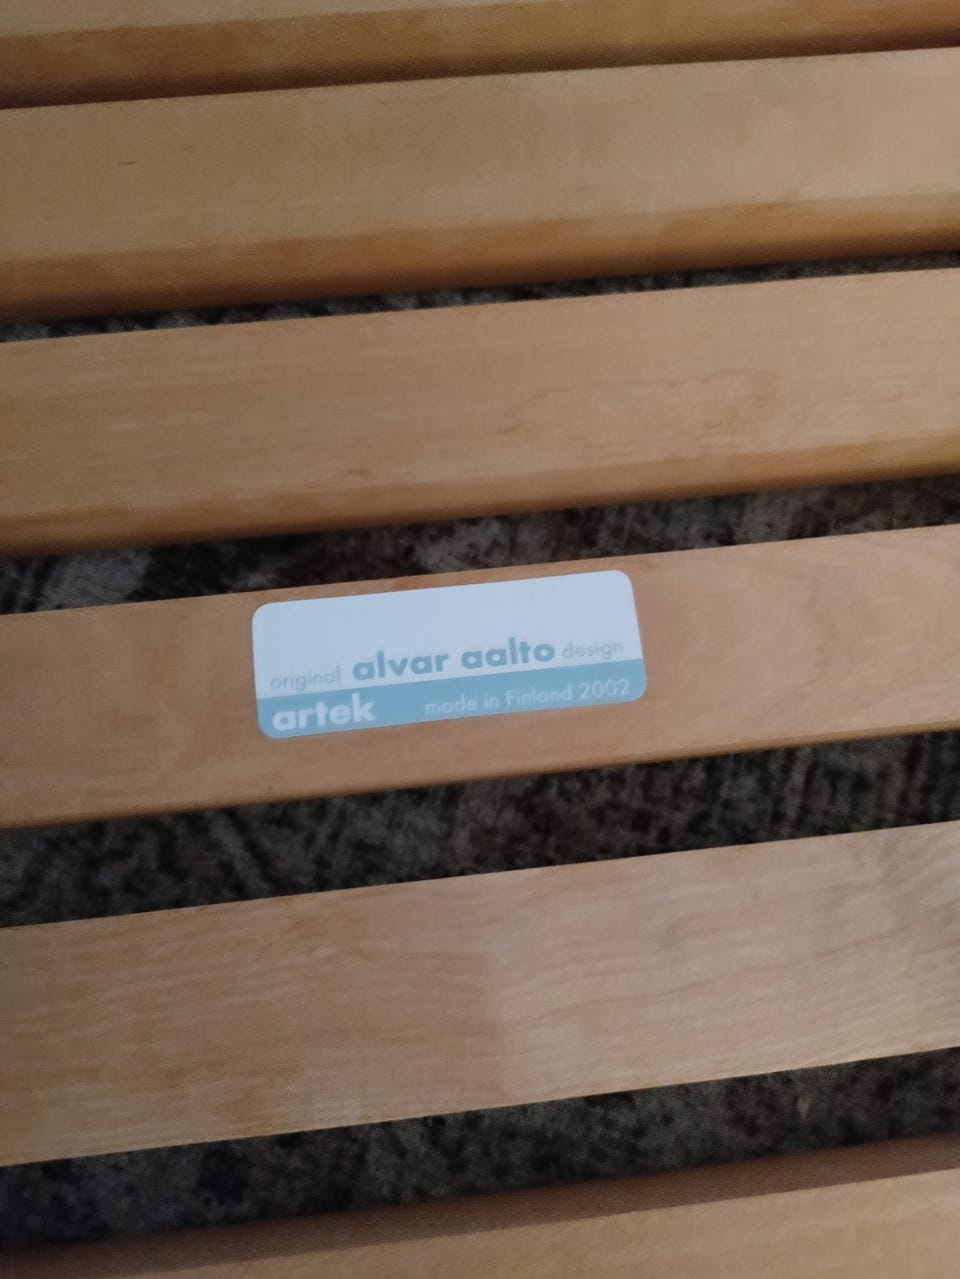 original alvar aalto design
artek made in Finland 2002